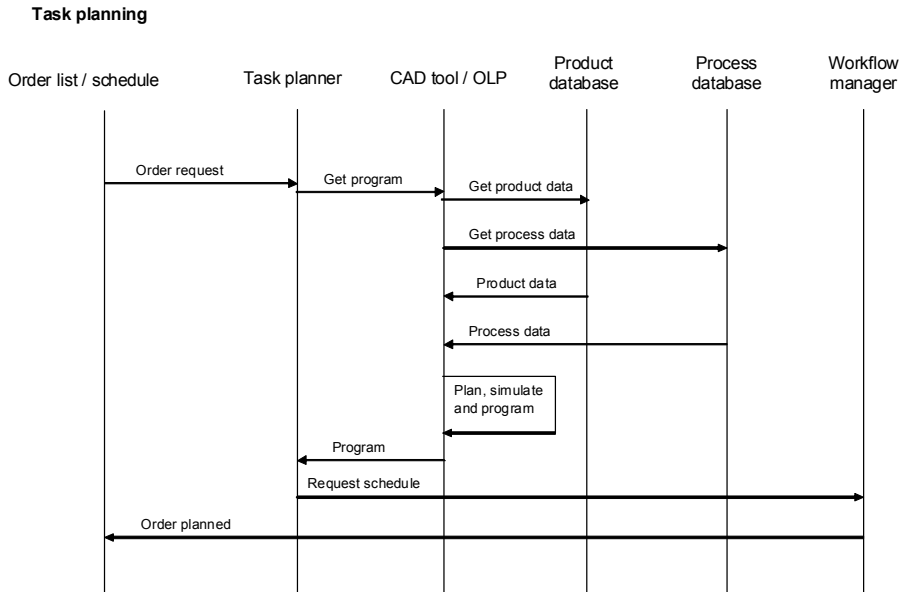 Task planning
Order list / schedule
Task planner
CAD tool / OLP
Product
database
Process
database
Workflow
manager
Order request
Get program
Get product data
Get process data
Product data
Process data
Plan, simulate
and program
Program
Request schedule
Order planned